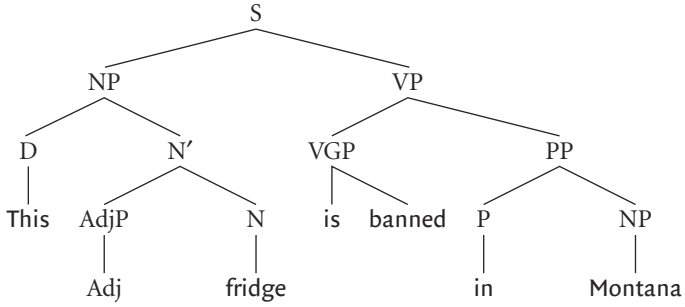 S
NP VP
D N′ VGP PP
This AdjP N is banned P NP
Adj fridge in Montana